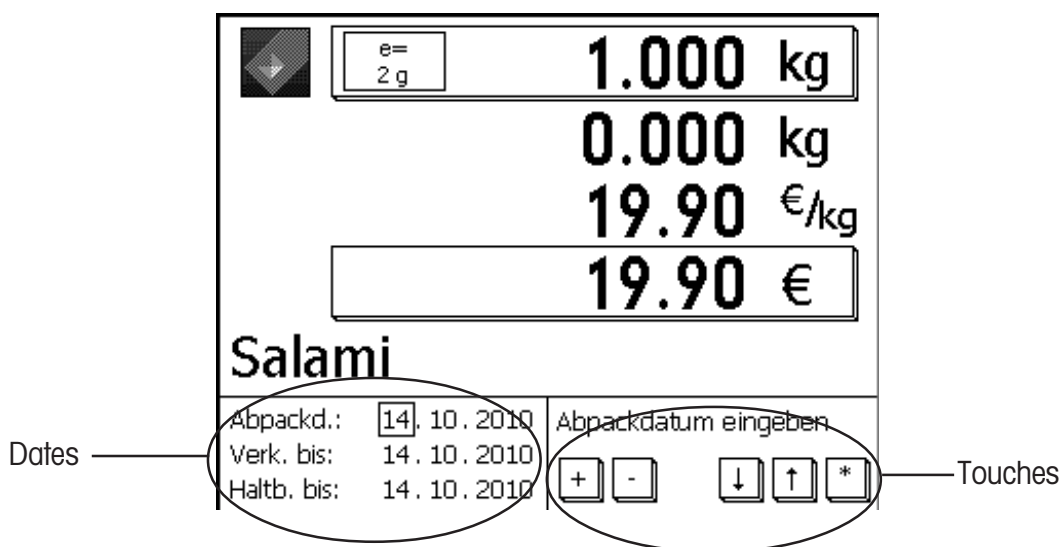 e=
2 g
1.000 kg
0.000 kg
19.90 €/kg
19.90 €
Salami
Abpackd.: 14. 10. 2010
Verk. bis: 14. 10. 2010
Haltb. bis: 14. 10. 2010
Abpackdatum eingeben
+ - ↓ ↑ *
Dates
Touches